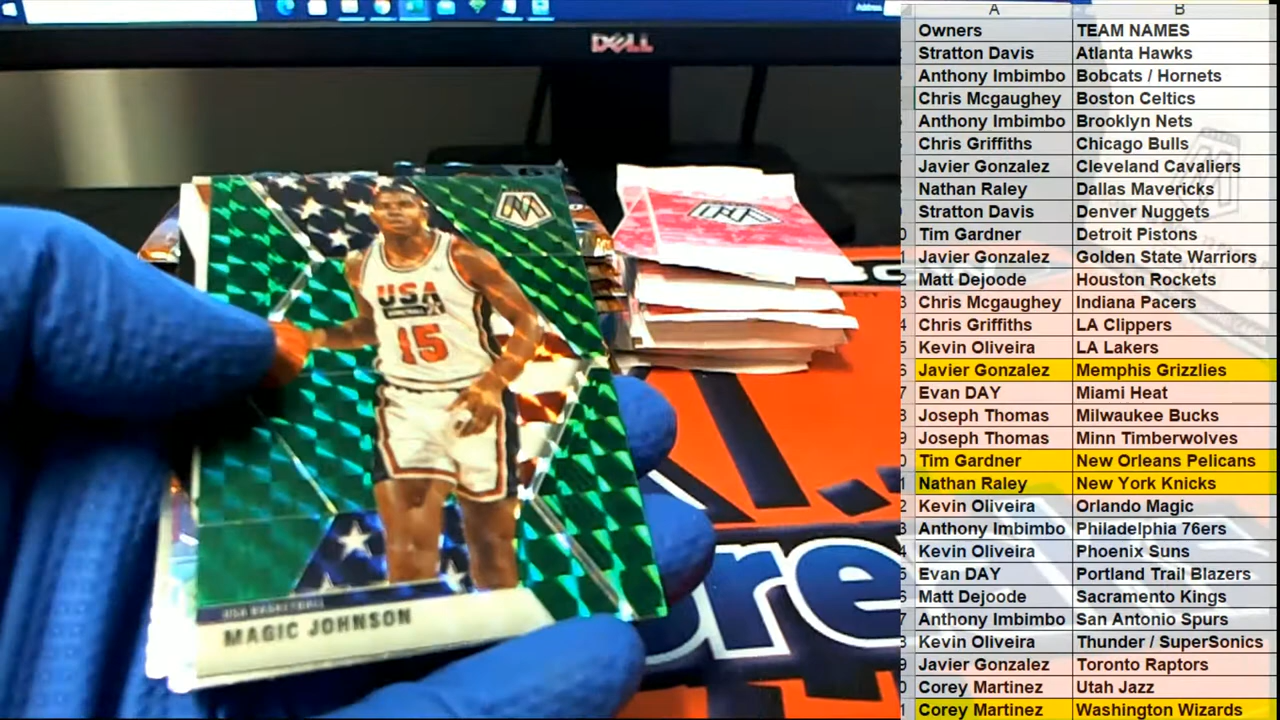 Address
DELL
USA
BASKETBALL
15
USA BASKETBALL
MAGIC JOHNSON
A B
Owners TEAM NAMES
Stratton Davis Atlanta Hawks
Anthony Imbimbo Bobcats / Hornets
Chris Mcgaughey Boston Celtics
Anthony Imbimbo Brooklyn Nets
Chris Griffiths Chicago Bulls
Javier Gonzalez Cleveland Cavaliers
Nathan Raley Dallas Mavericks
Stratton Davis Denver Nuggets
Tim Gardner Detroit Pistons
Javier Gonzalez Golden State Warriors
Matt Dejoode Houston Rockets
Chris Mcgaughey Indiana Pacers
Chris Griffiths LA Clippers
Kevin Oliveira LA Lakers
Javier Gonzalez Memphis Grizzlies
Evan DAY Miami Heat
Joseph Thomas Milwaukee Bucks
Joseph Thomas Minn Timberwolves
Tim Gardner New Orleans Pelicans
Nathan Raley New York Knicks
Kevin Oliveira Orlando Magic
Anthony Imbimbo Philadelphia 76ers
Kevin Oliveira Phoenix Suns
Evan DAY Portland Trail Blazers
Matt Dejoode Sacramento Kings
Anthony Imbimbo San Antonio Spurs
Kevin Oliveira Thunder / SuperSonics
Javier Gonzalez Toronto Raptors
Corey Martinez Utah Jazz
Corey Martinez Washington Wizards